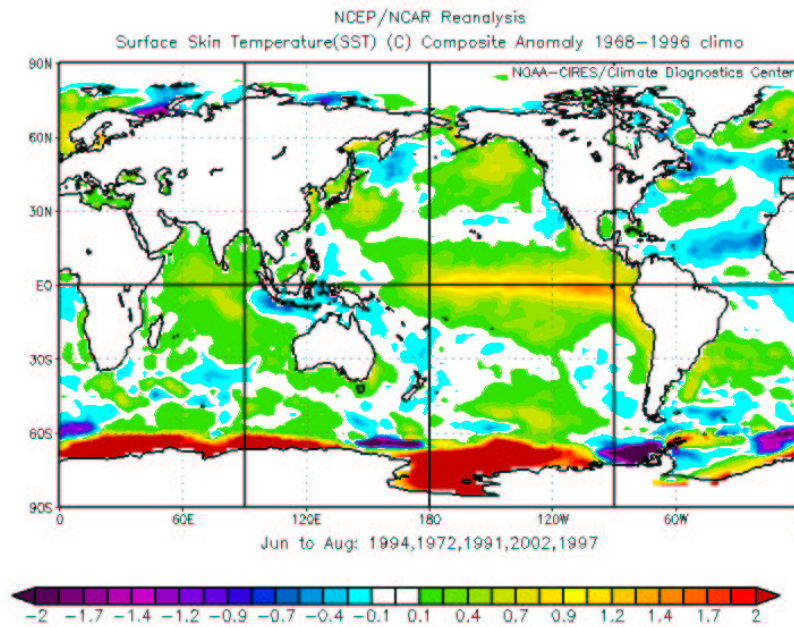 NCEP/NCAR Reanalysis
Surface Skin Temperature(SST) (C) Composite Anomaly 1968-1996 climo
NOAA-CIRES/Climate Diagnostics Center
90N
60N
30N
EQ
30S
60S
90S
0 60E 120E 180 120W 60W
Jun to Aug: 1994,1972,1991,2002,1997
-2 -1.7 -1.4 -1.2 -0.9 -0.7 -0.4 -0.1 0.1 0.4 0.7 0.9 1.2 1.4 1.7 2